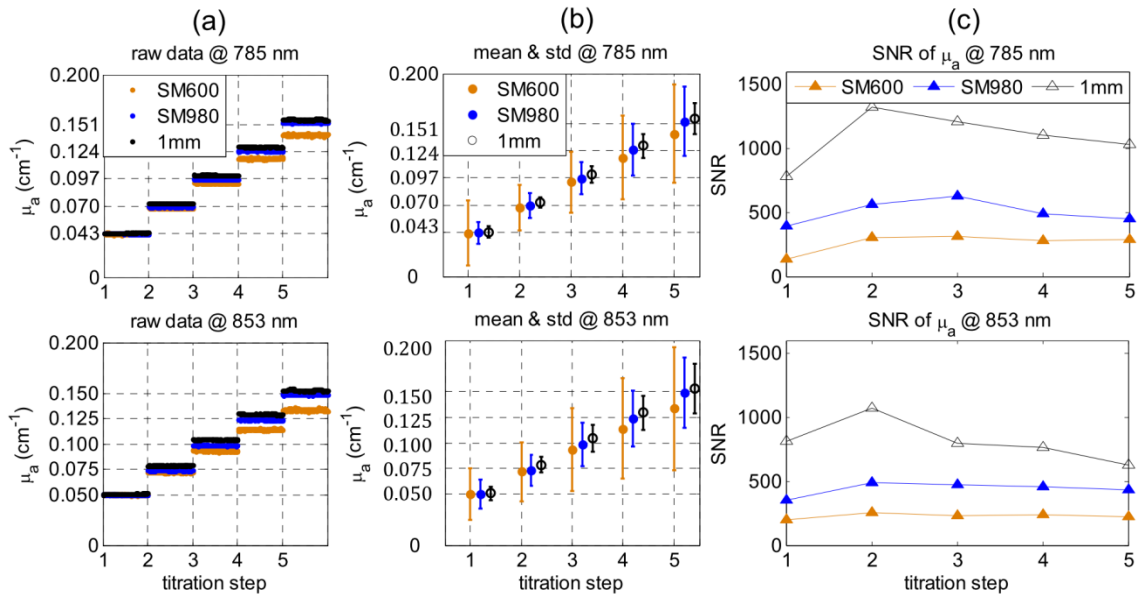 (a)
(b)
(c)
raw data @ 785 nm
mean & std @ 785 nm
SNR of μa @ 785 nm
0.200
0.151
0.124
0.097
0.070
0.043
0
μa (cm⁻¹)
SM600
SM980
1mm
1 2 3 4 5
0.200
0.151
0.124
0.097
0.070
0.043
0
μa (cm⁻¹)
SM600
SM980
1mm
1 2 3 4 5
1500
1000
500
0
SNR
SM600 SM980 1mm
1 2 3 4 5
raw data @ 853 nm
mean & std @ 853 nm
SNR of μa @ 853 nm
0.200
0.150
0.125
0.100
0.075
0.050
0
μa (cm⁻¹)
1 2 3 4 5
titration step
0.200
0.150
0.125
0.100
0.075
0.050
0
μa (cm⁻¹)
1 2 3 4 5
titration step
1500
1000
500
0
SNR
1 2 3 4 5
titration step